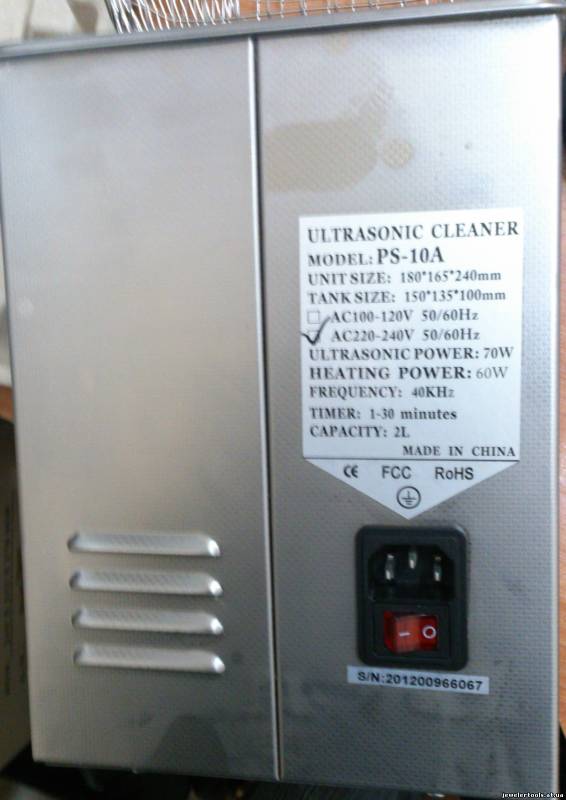 ULTRASONIC CLEANER
MODEL: PS-10A
UNIT SIZE: 180*165*240mm
TANK SIZE: 150*135*100mm
AC100-120V 50/60Hz
AC220-240V 50/60Hz
ULTRASONIC POWER: 70W
HEATING POWER: 60W
FREQUENCY: 40KHz
TIMER: 1-30 minutes
CAPACITY: 2L
MADE IN CHINA
CE FCC RoHS
S/N:201200966067
jewelertools.at.ua